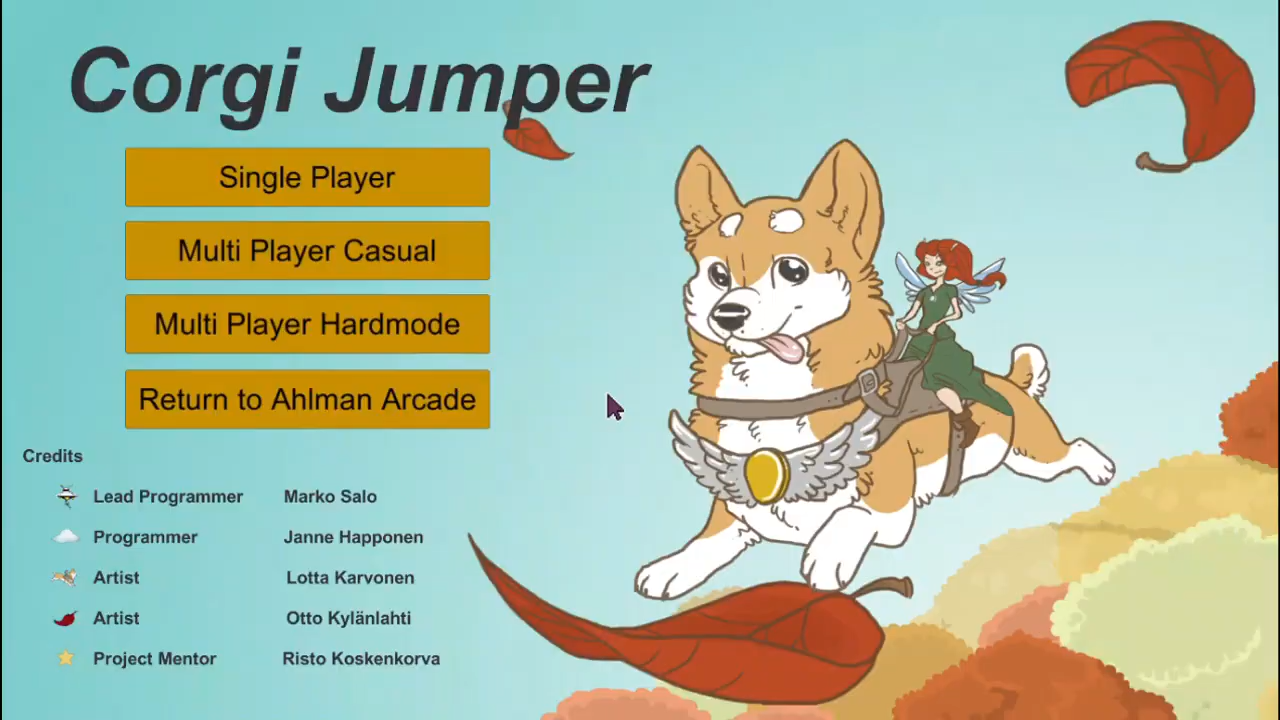 Corgi Jumper
Single Player
Multi Player Casual
Multi Player Hardmode
Return to Ahlman Arcade
Credits
Lead Programmer Marko Salo
Programmer Janne Happonen
Artist Lotta Karvonen
Artist Otto Kylänlahti
Project Mentor Risto Koskenkorva